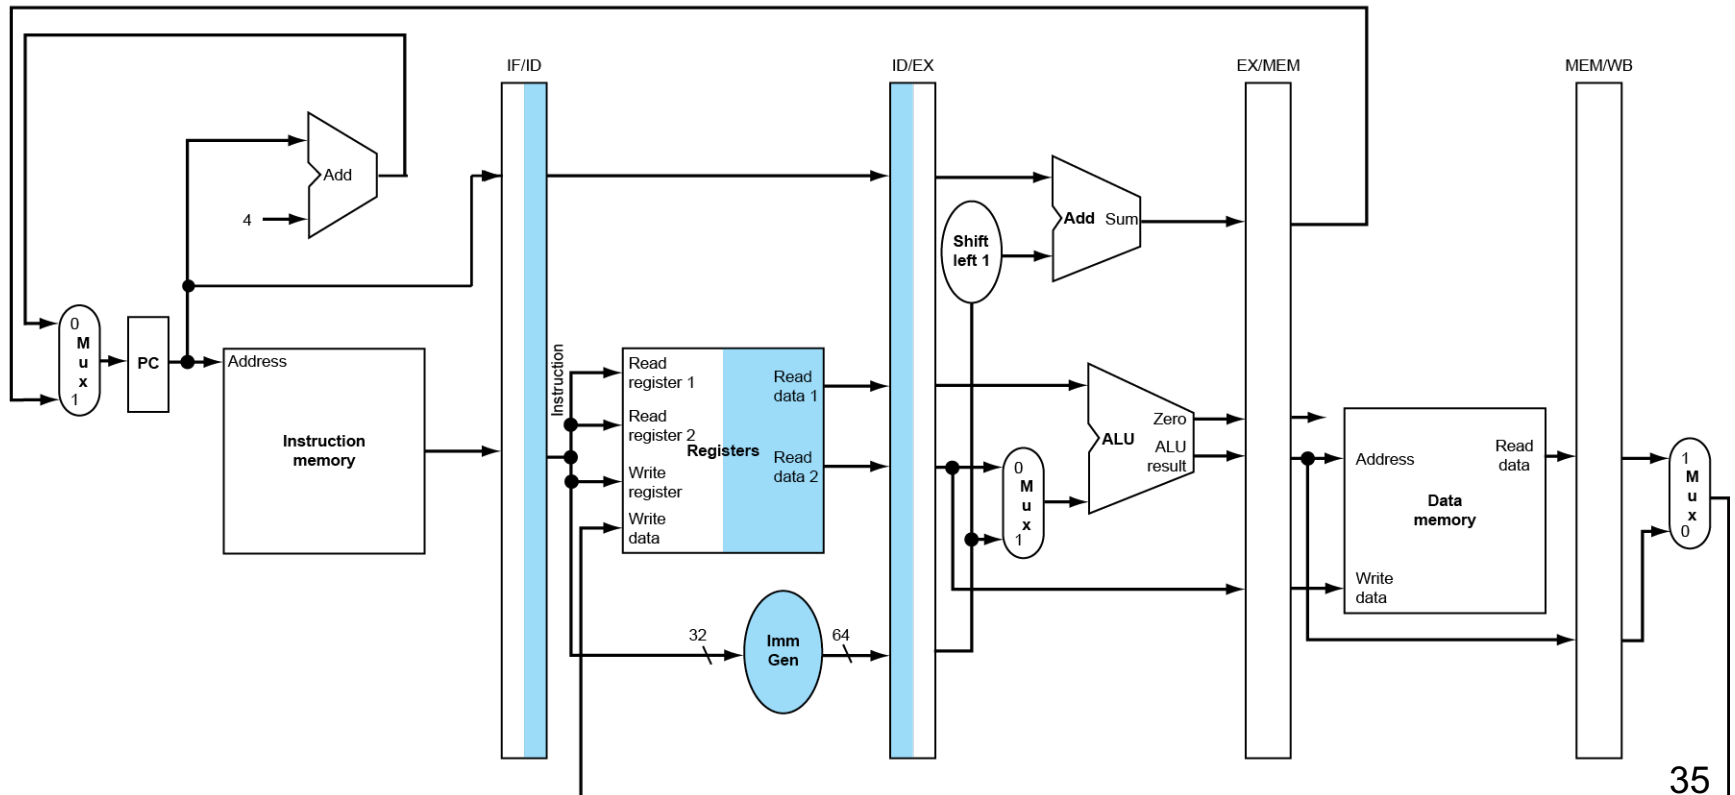 IF/ID
ID/EX
EX/MEM
MEM/WB
Add
4
Add Sum
Shift
left 1
0
M
u
x
1
PC
Address
Instruction
memory
Instruction
Read
register 1
Read
register 2
Write
register
Write
data
Registers
Read
data 1
Read
data 2
32
Imm
Gen
64
0
M
u
x
1
ALU
Zero
ALU
result
Address
Read
data
Data
memory
Write
data
1
M
u
x
0
35